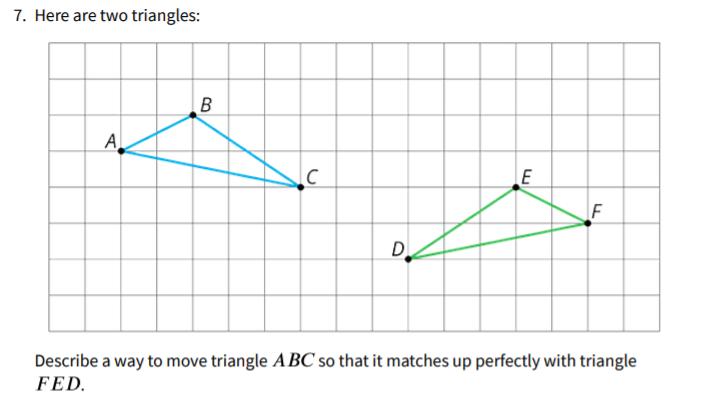 7. Here are two triangles:
B
A
C
E
F
D
Describe a way to move triangle ABC so that it matches up perfectly with triangle
FED.